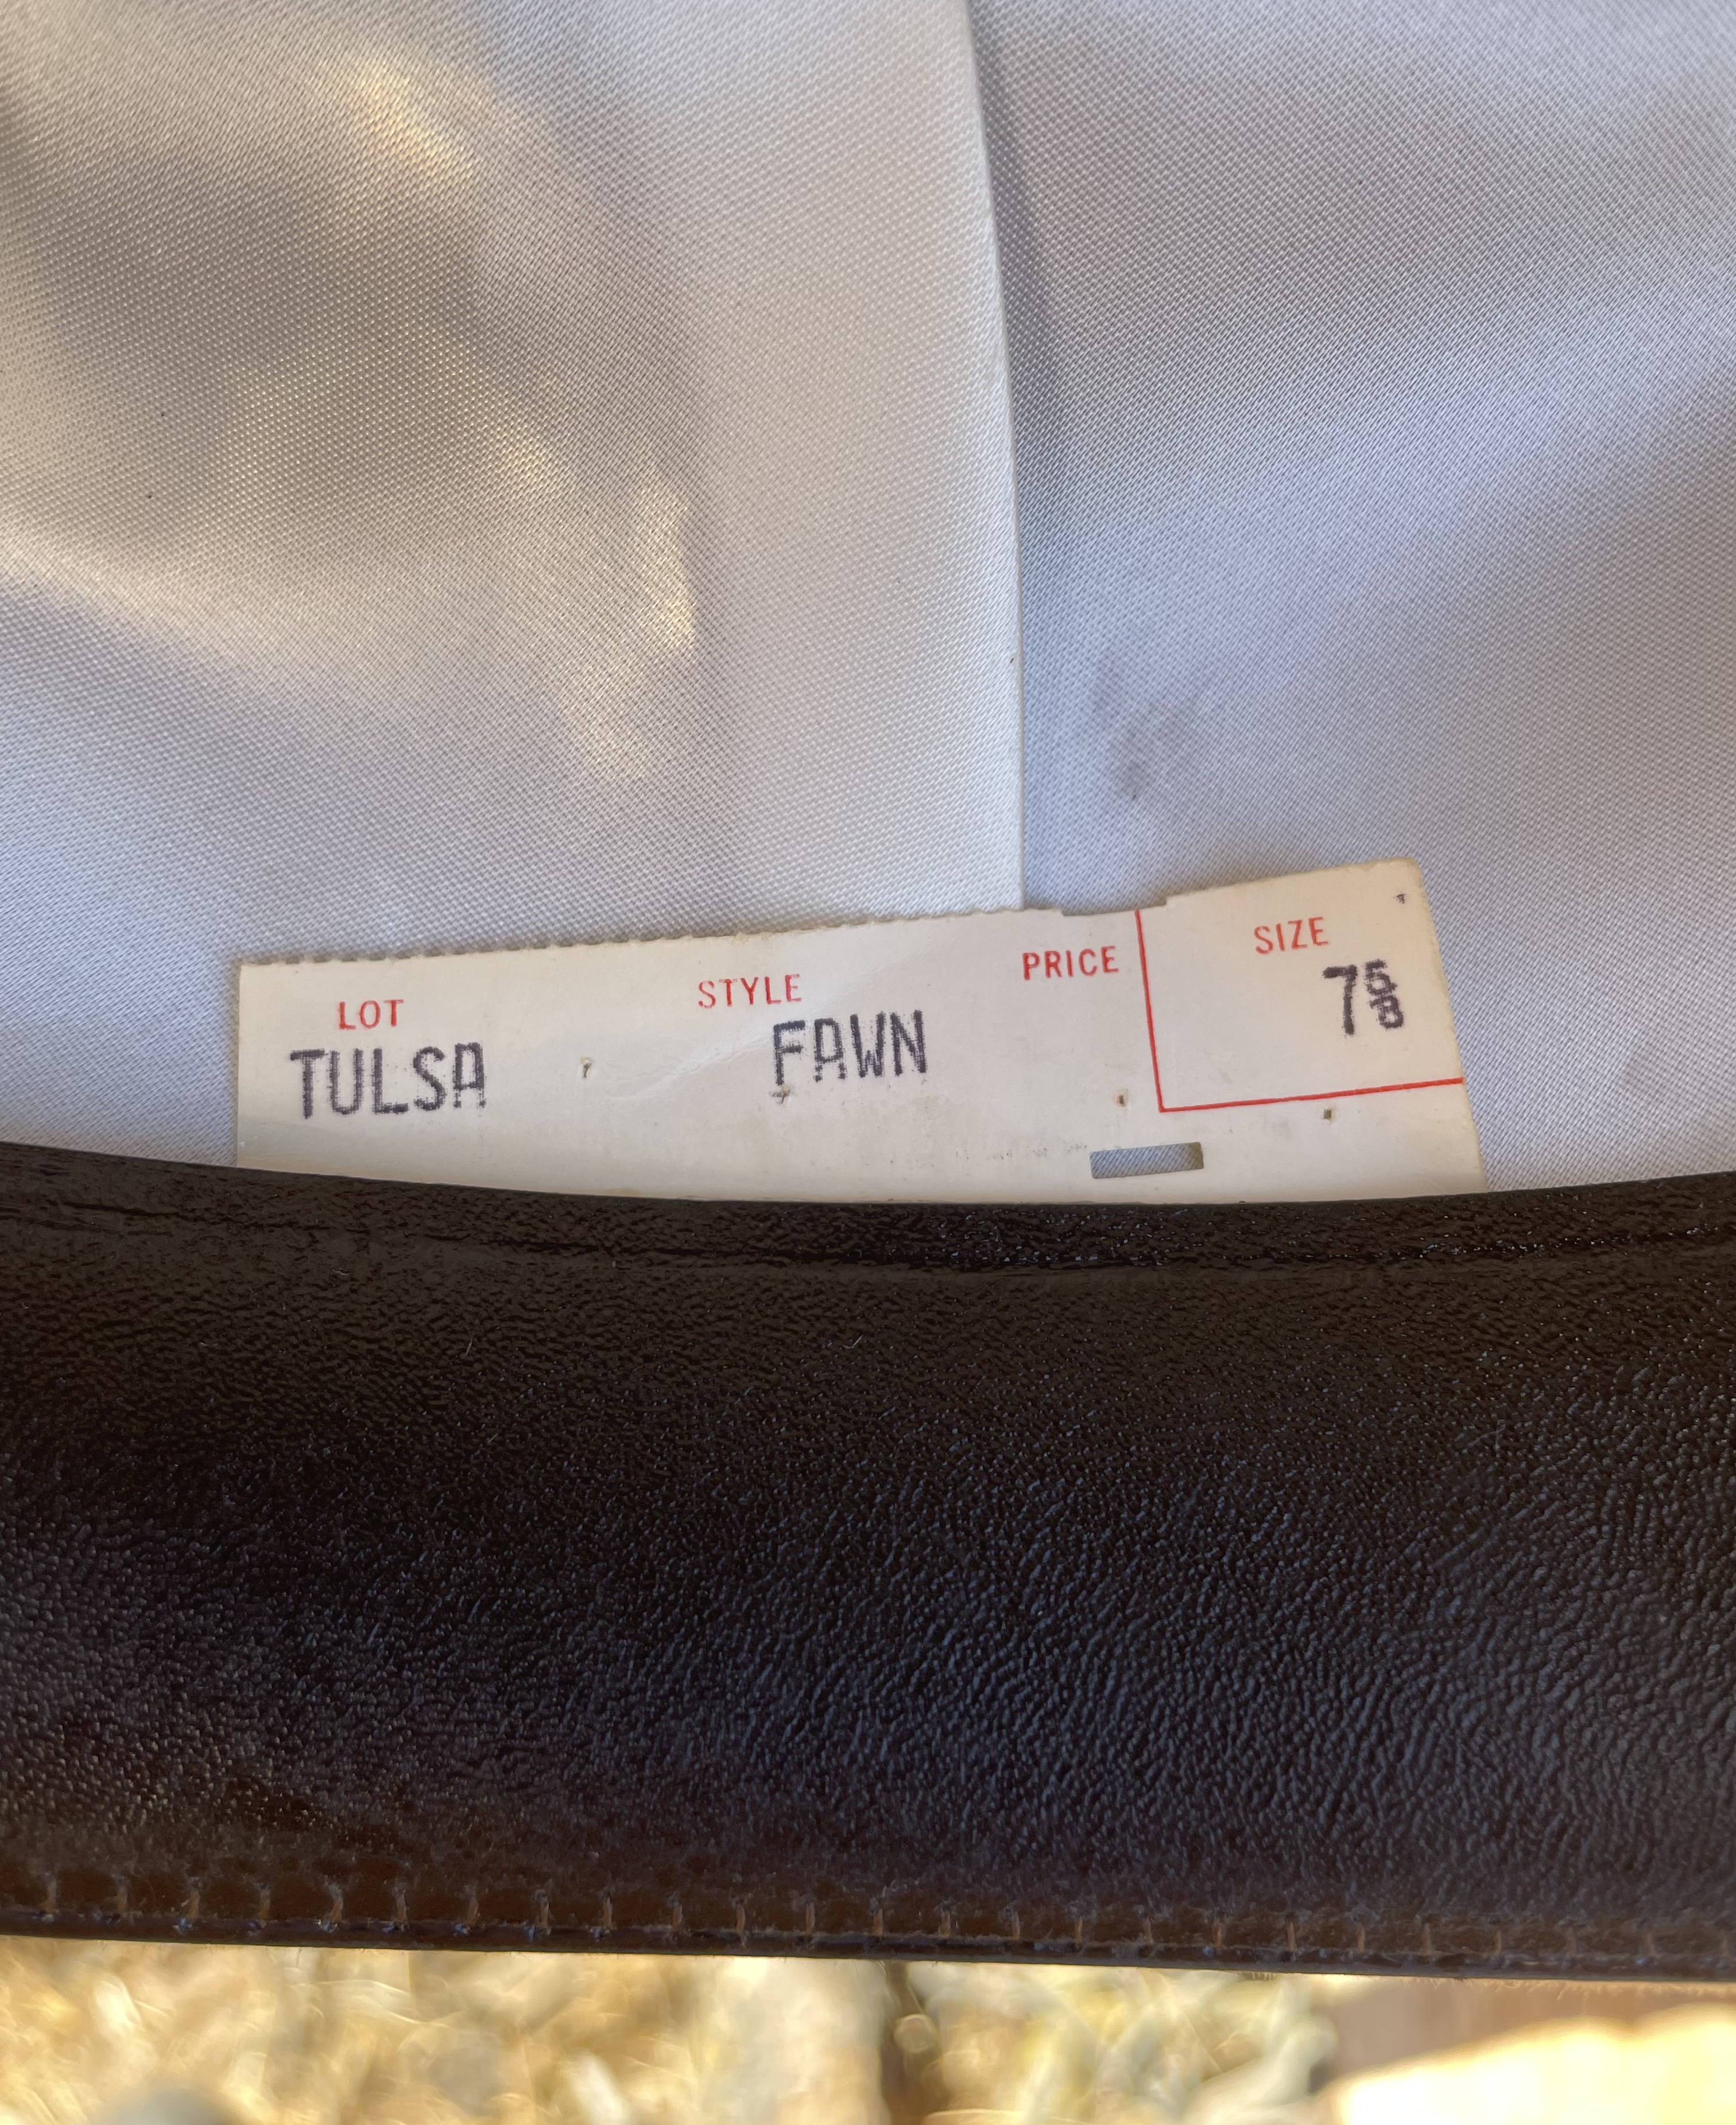 LOT STYLE PRICE SIZE
TULSA FAWN 7 5/8